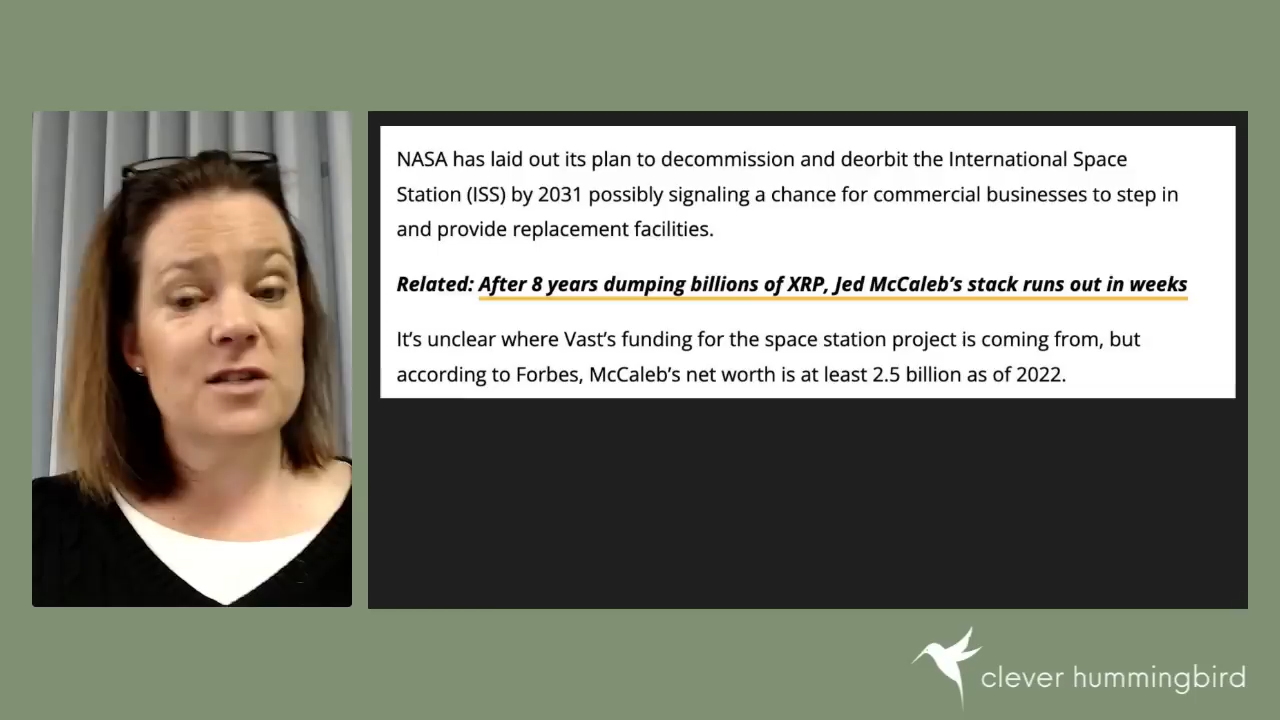 NASA has laid out its plan to decommission and deorbit the International Space
Station (ISS) by 2031 possibly signaling a chance for commercial businesses to step in
and provide replacement facilities.
Related: After 8 years dumping billions of XRP, Jed McCaleb’s stack runs out in weeks
It’s unclear where Vast’s funding for the space station project is coming from, but
according to Forbes, McCaleb’s net worth is at least 2.5 billion as of 2022.
clever hummingbird